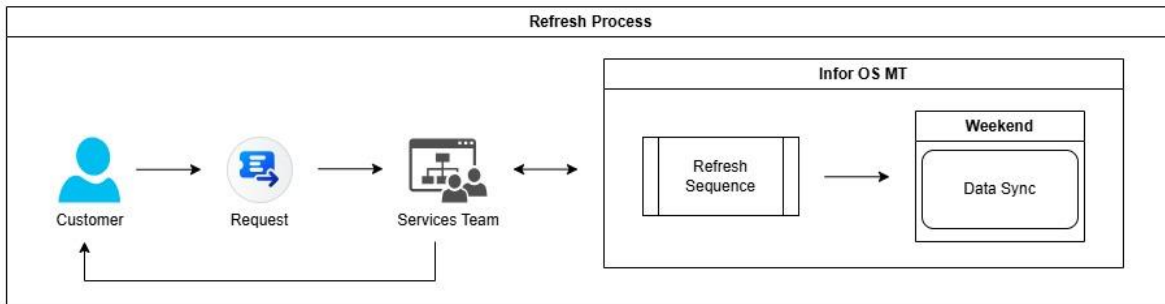 Refresh Process
Infor OS MT
Weekend
Refresh
Sequence
Data Sync
Customer
Request
Services Team